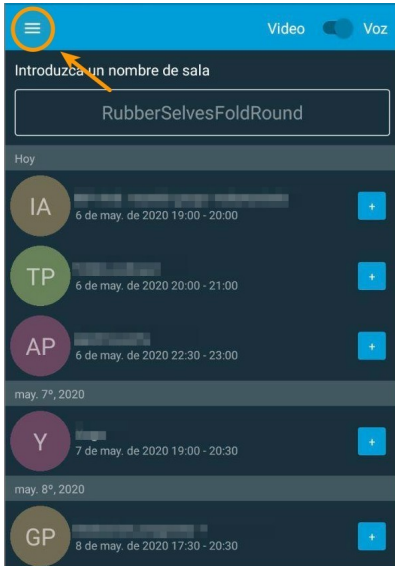 Video Voz
Introduzca un nombre de sala
RubberSelvesFoldRound
Hoy
IA
6 de may. de 2020 19:00 - 20:00
+
TP
6 de may. de 2020 20:00 - 21:00
+
AP
6 de may. de 2020 22:30 - 23:00
+
may. 7º, 2020
Y
7 de may. de 2020 19:00 - 20:30
+
may. 8º, 2020
GP
8 de may. de 2020 17:30 - 20:30
+